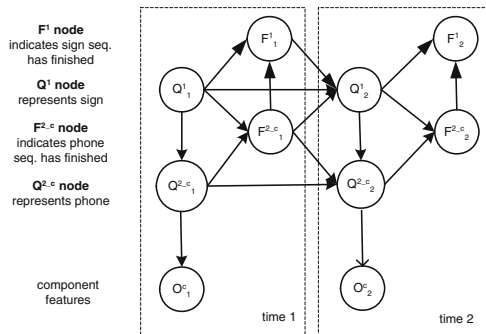 F¹ node
indicates sign seq.
has finished
Q¹ node
represents sign
F²⁻ᶜ node
indicates phone
seq. has finished
Q²⁻ᶜ node
represents phone
component
features
F¹₁
Q¹₁
F²⁻ᶜ₁
Q²⁻ᶜ₁
Oᶜ₁
time 1
F¹₂
Q¹₂
F²⁻ᶜ₂
Q²⁻ᶜ₂
Oᶜ₂
time 2